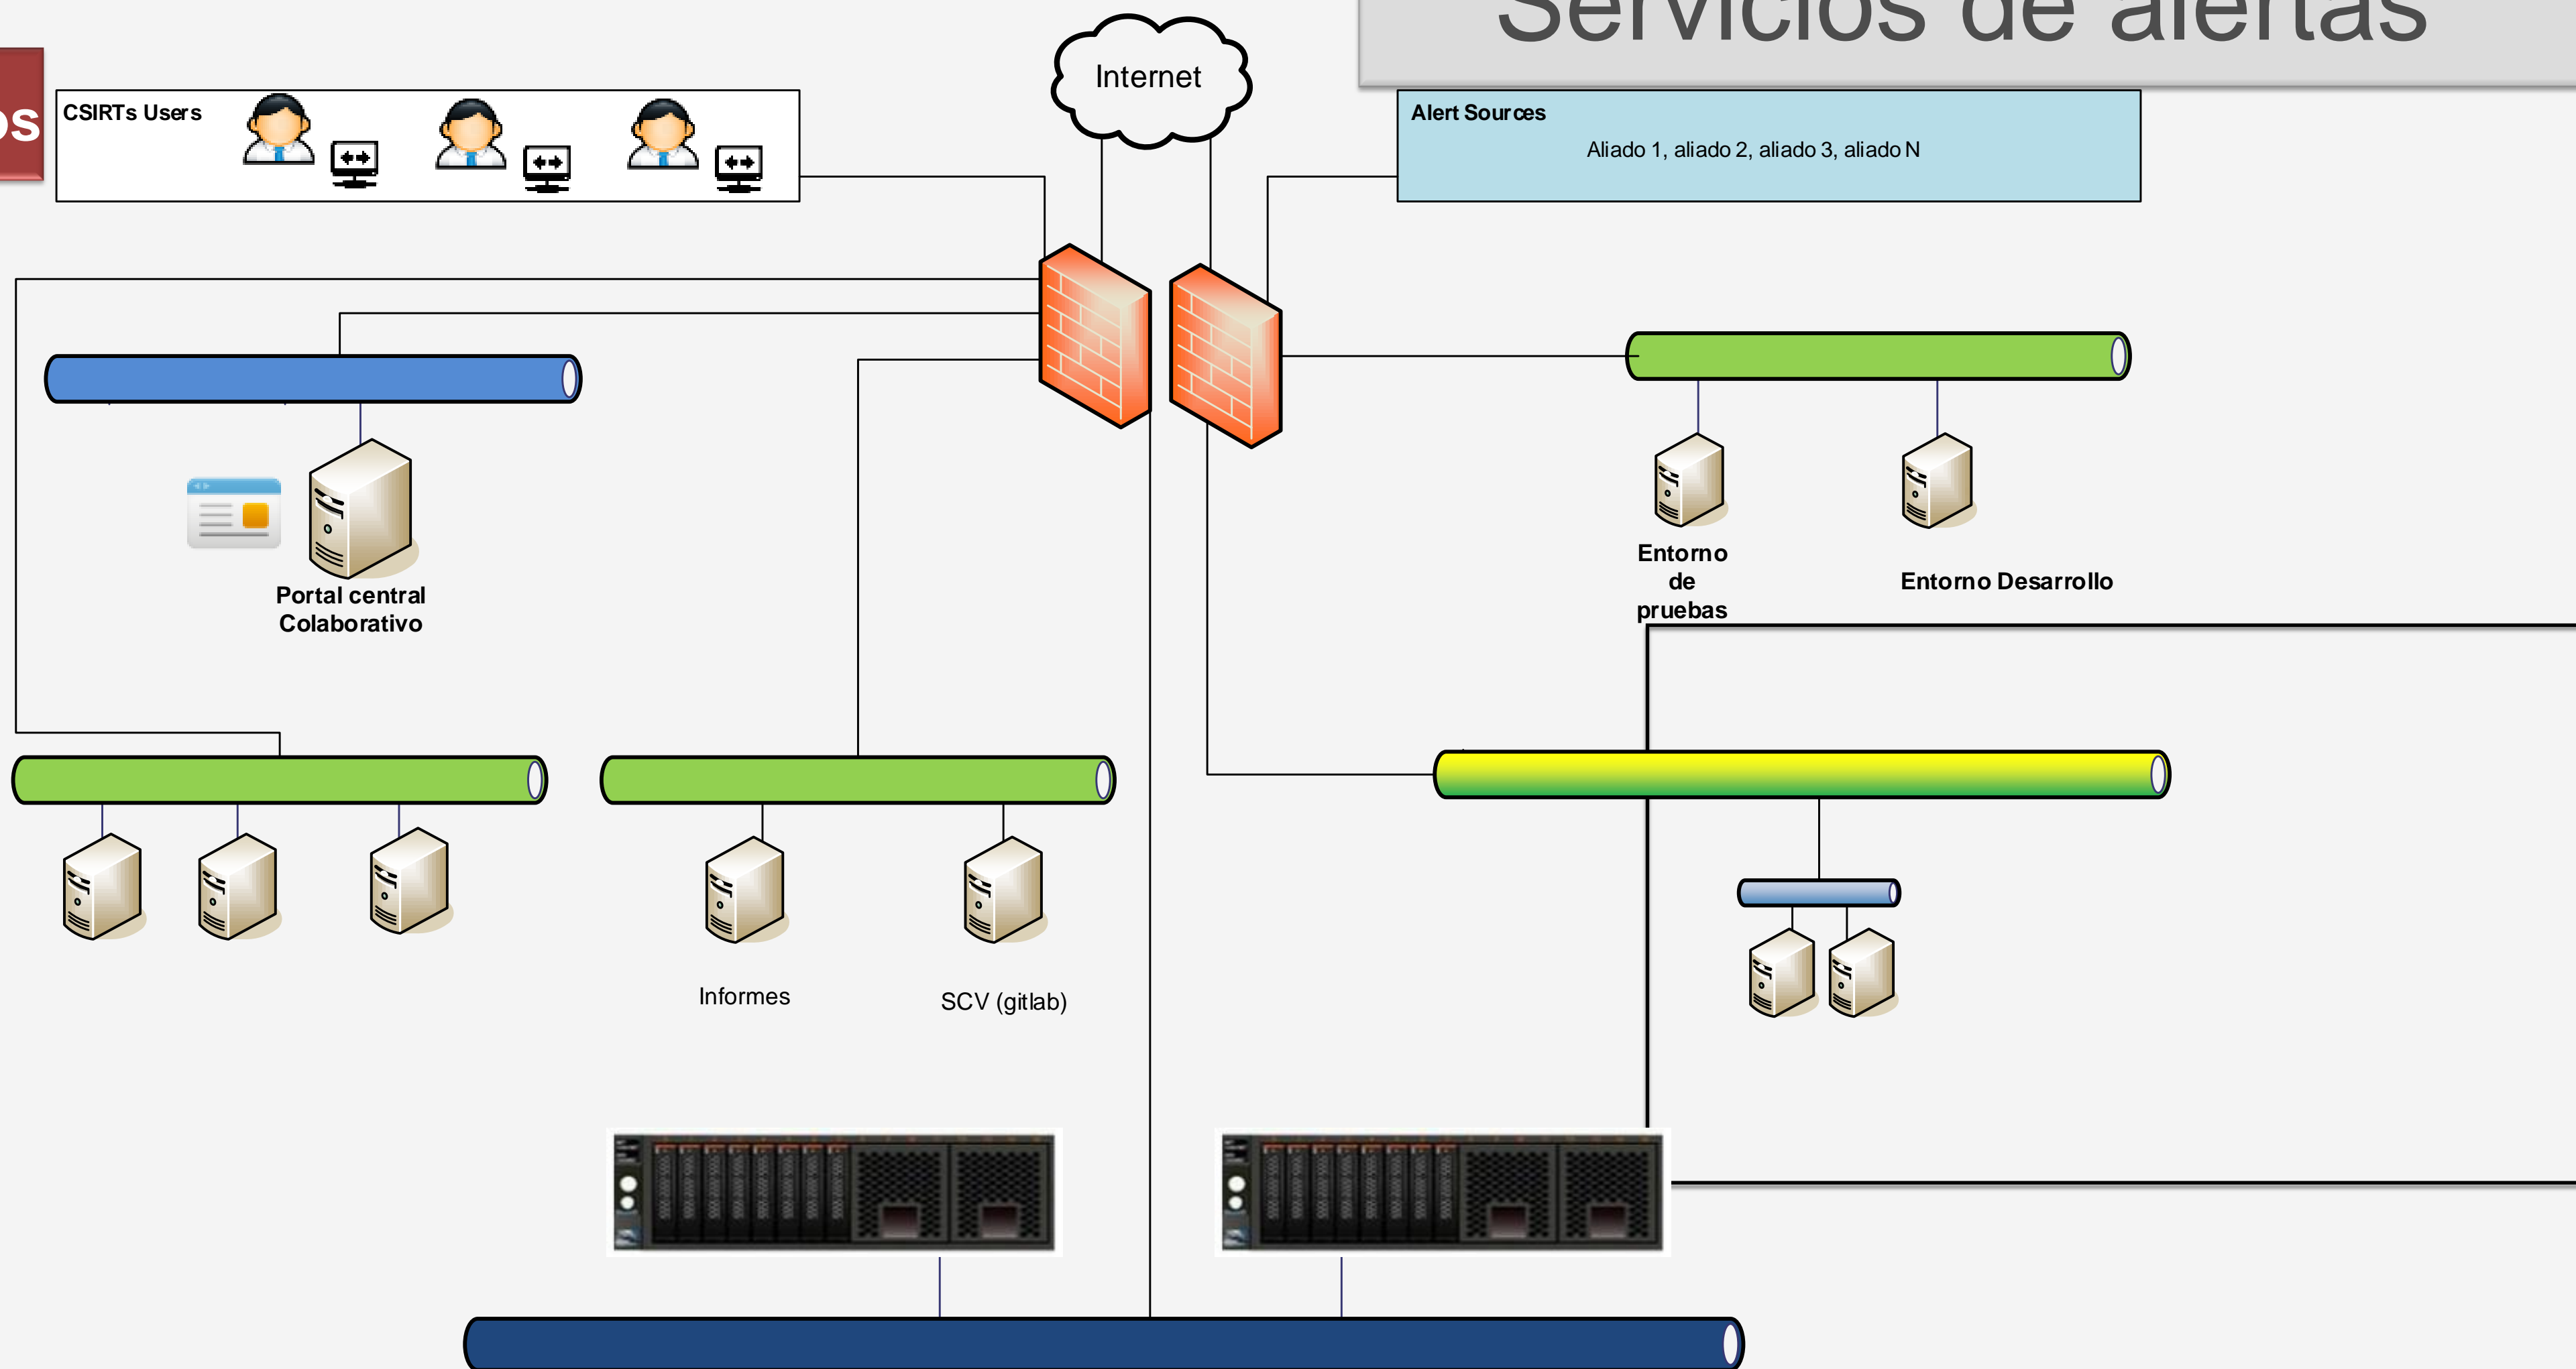 Servicios de alertas
os
CSIRTs Users
Internet
Alert Sources
Aliado 1, aliado 2, aliado 3, aliado N
Portal central
Colaborativo
Entorno
de
pruebas
Entorno Desarrollo
Informes
SCV (gitlab)